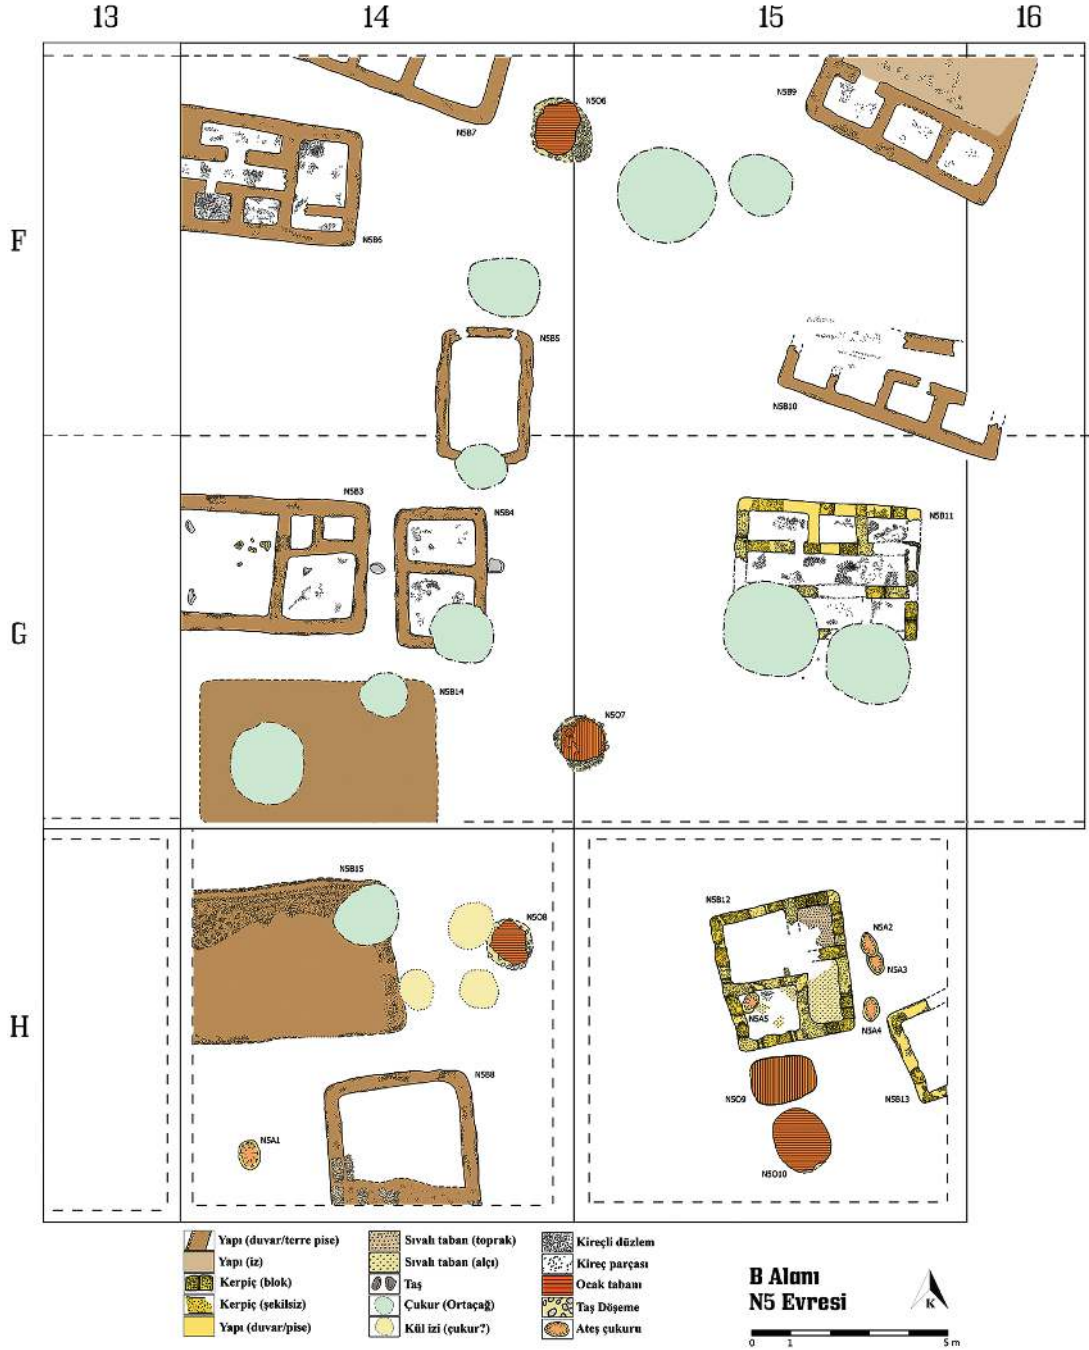 13 14 15 16
N5O6
N5B9
N5B7
F
N5B6
N5B5
N5B10
N5B3
N5B4
N5B11
G
N5B14
N5O7
N5B15
N5B12
N5O8
N5A2
N5A3
H
N5A5
N5A4
N5B8
N5O9
N5B13
N5A1
N5O10
Yapı (duvar/terre pise)
Yapı (iz)
Kerpiç (blok)
Kerpiç (şekilsiz)
Yapı (duvar/pise)
Sıvalı taban (toprak)
Sıvalı taban (alçı)
Taş
Çukur (Ortaçağ)
Kül izi (çukur?)
Kireçli düzlem
Kireç parçası
Ocak tabanı
Taş Döşeme
Ateş çukuru
B Alanı
N5 Evresi
K
0 1 5 m